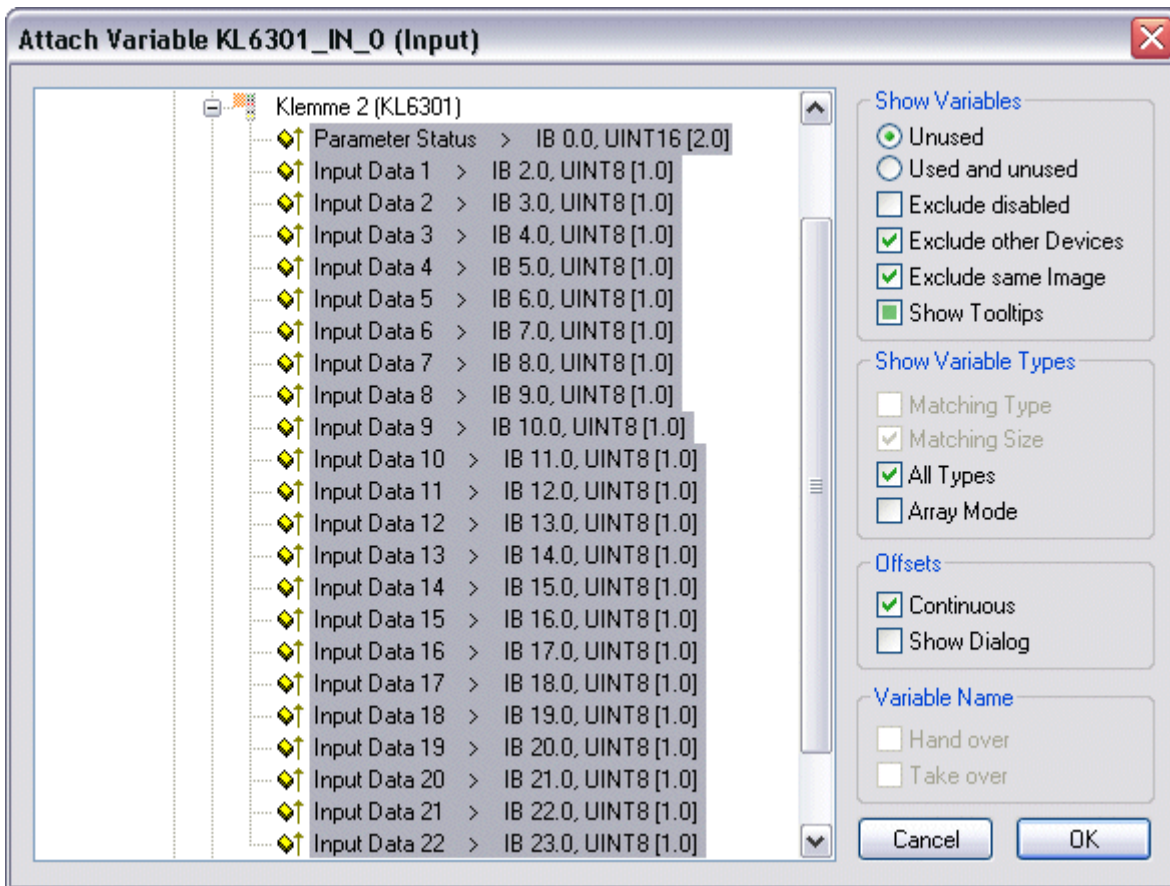 Attach Variable KL6301_IN_0 (Input)
Klemme 2 (KL6301)
Parameter Status > IB 0.0, UINT16 [2.0]
Input Data 1 > IB 2.0, UINT8 [1.0]
Input Data 2 > IB 3.0, UINT8 [1.0]
Input Data 3 > IB 4.0, UINT8 [1.0]
Input Data 4 > IB 5.0, UINT8 [1.0]
Input Data 5 > IB 6.0, UINT8 [1.0]
Input Data 6 > IB 7.0, UINT8 [1.0]
Input Data 7 > IB 8.0, UINT8 [1.0]
Input Data 8 > IB 9.0, UINT8 [1.0]
Input Data 9 > IB 10.0, UINT8 [1.0]
Input Data 10 > IB 11.0, UINT8 [1.0]
Input Data 11 > IB 12.0, UINT8 [1.0]
Input Data 12 > IB 13.0, UINT8 [1.0]
Input Data 13 > IB 14.0, UINT8 [1.0]
Input Data 14 > IB 15.0, UINT8 [1.0]
Input Data 15 > IB 16.0, UINT8 [1.0]
Input Data 16 > IB 17.0, UINT8 [1.0]
Input Data 17 > IB 18.0, UINT8 [1.0]
Input Data 18 > IB 19.0, UINT8 [1.0]
Input Data 19 > IB 20.0, UINT8 [1.0]
Input Data 20 > IB 21.0, UINT8 [1.0]
Input Data 21 > IB 22.0, UINT8 [1.0]
Input Data 22 > IB 23.0, UINT8 [1.0]
Show Variables
Unused
Used and unused
Exclude disabled
Exclude other Devices
Exclude same Image
Show Tooltips
Show Variable Types
Matching Type
Matching Size
All Types
Array Mode
Offsets
Continuous
Show Dialog
Variable Name
Hand over
Take over
Cancel
OK